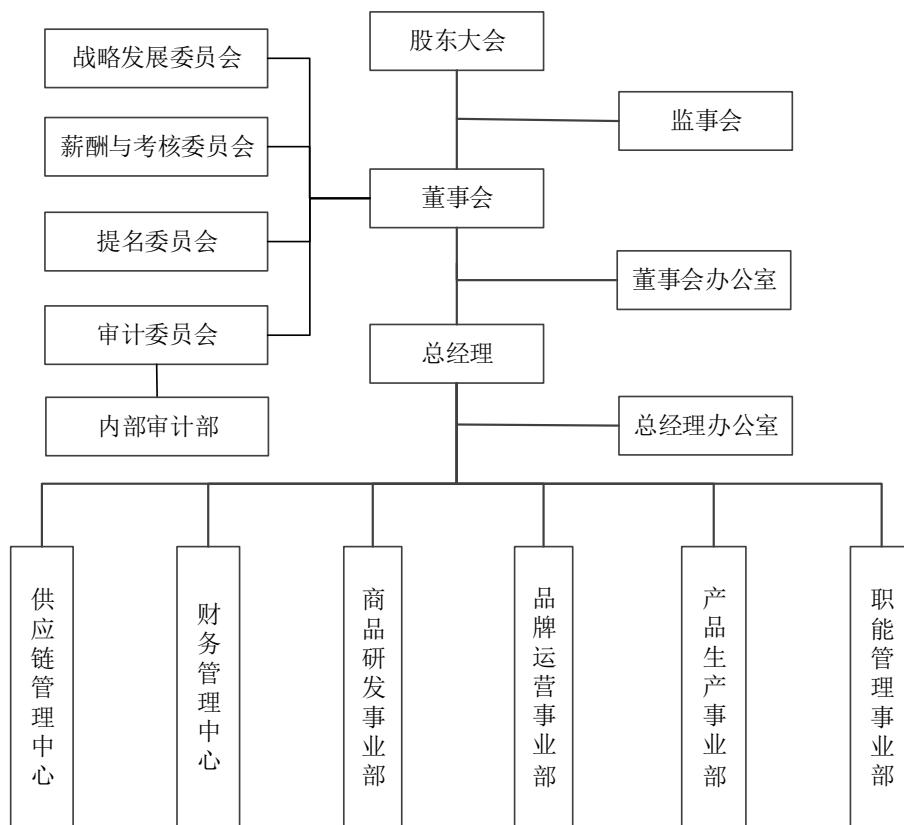 战略发展委员会
股东大会
监事会
薪酬与考核委员会
董事会
提名委员会
董事会办公室
审计委员会
总经理
内部审计部
总经理办公室
供应链管理中心
财务管理中心
商品研发事业部
品牌运营事业部
产品生产事业部
职能管理事业部